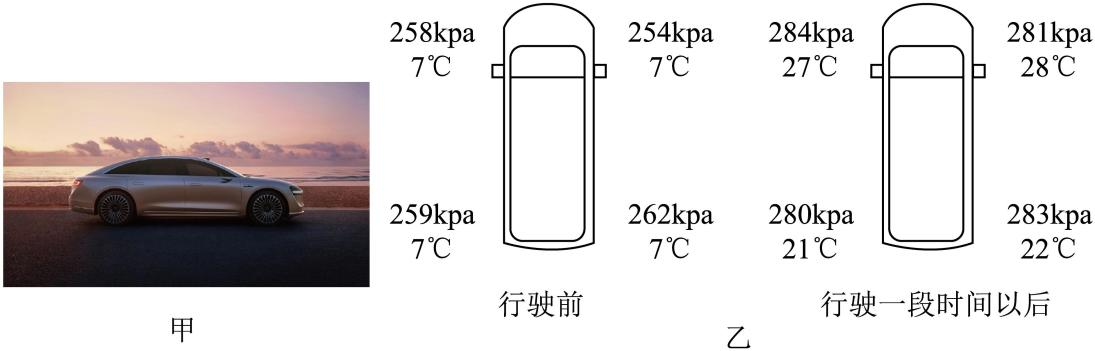 258kpa
7℃
254kpa
7℃
259kpa
7℃
262kpa
7℃
行驶前
284kpa
27℃
281kpa
28℃
280kpa
21℃
283kpa
22℃
行驶一段时间以后
甲
乙